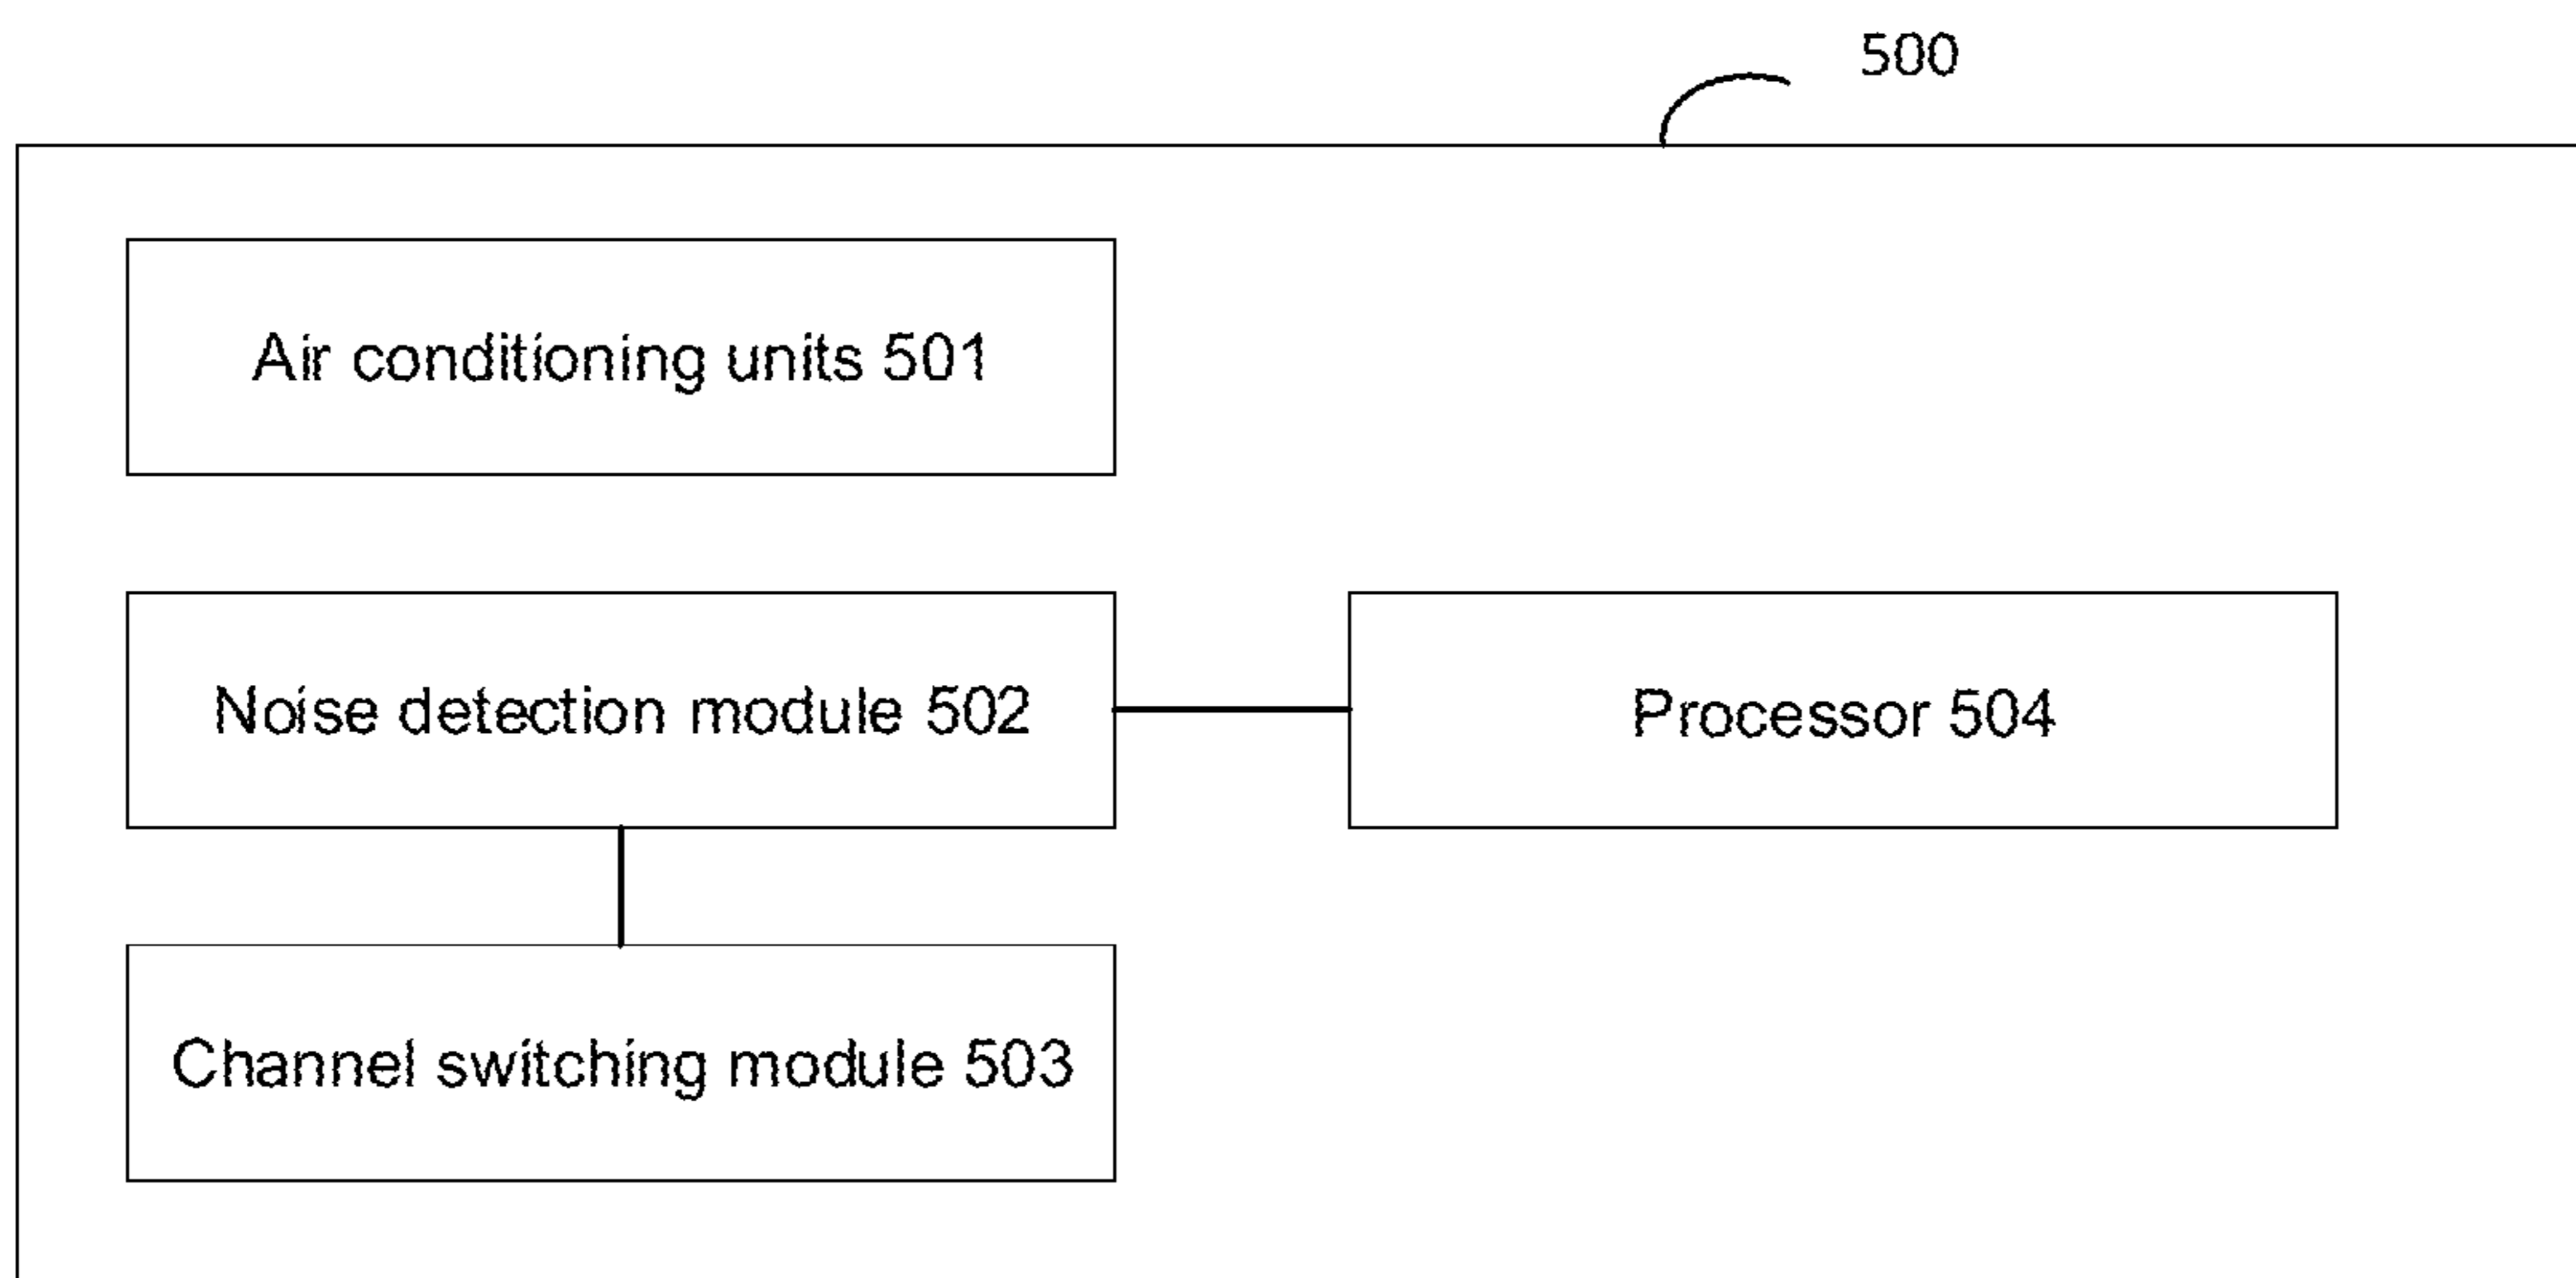 500
Air conditioning units 501
Noise detection module 502
Processor 504
Channel switching module 503